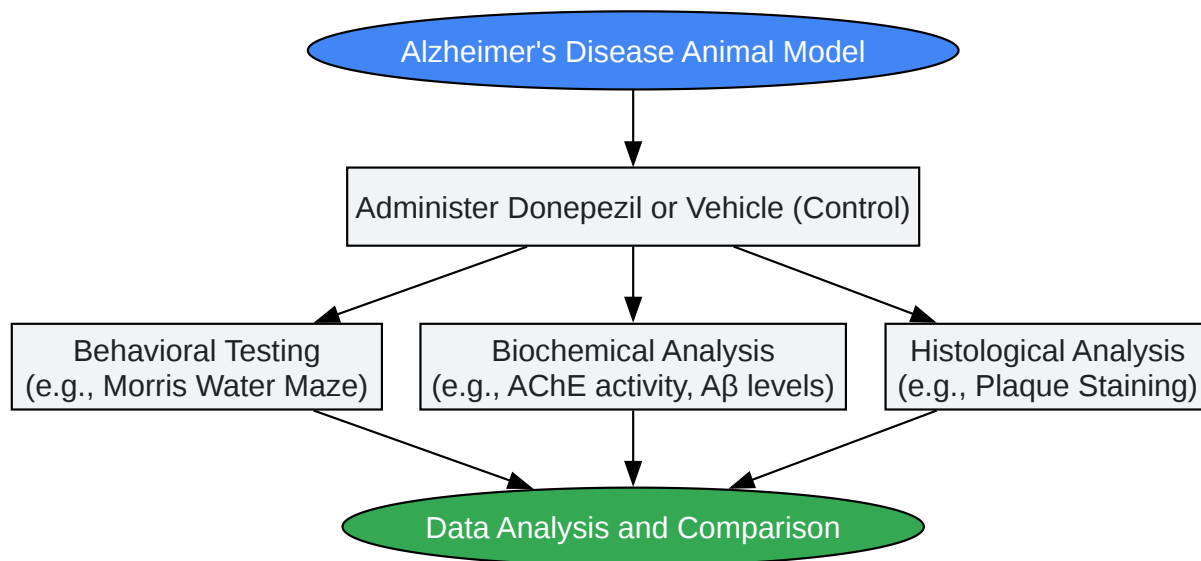 Alzheimer's Disease Animal Model
Administer Donepezil or Vehicle (Control)
Behavioral Testing
(e.g., Morris Water Maze)
Biochemical Analysis
(e.g., AChE activity, Aβ levels)
Histological Analysis
(e.g., Plaque Staining)
Data Analysis and Comparison